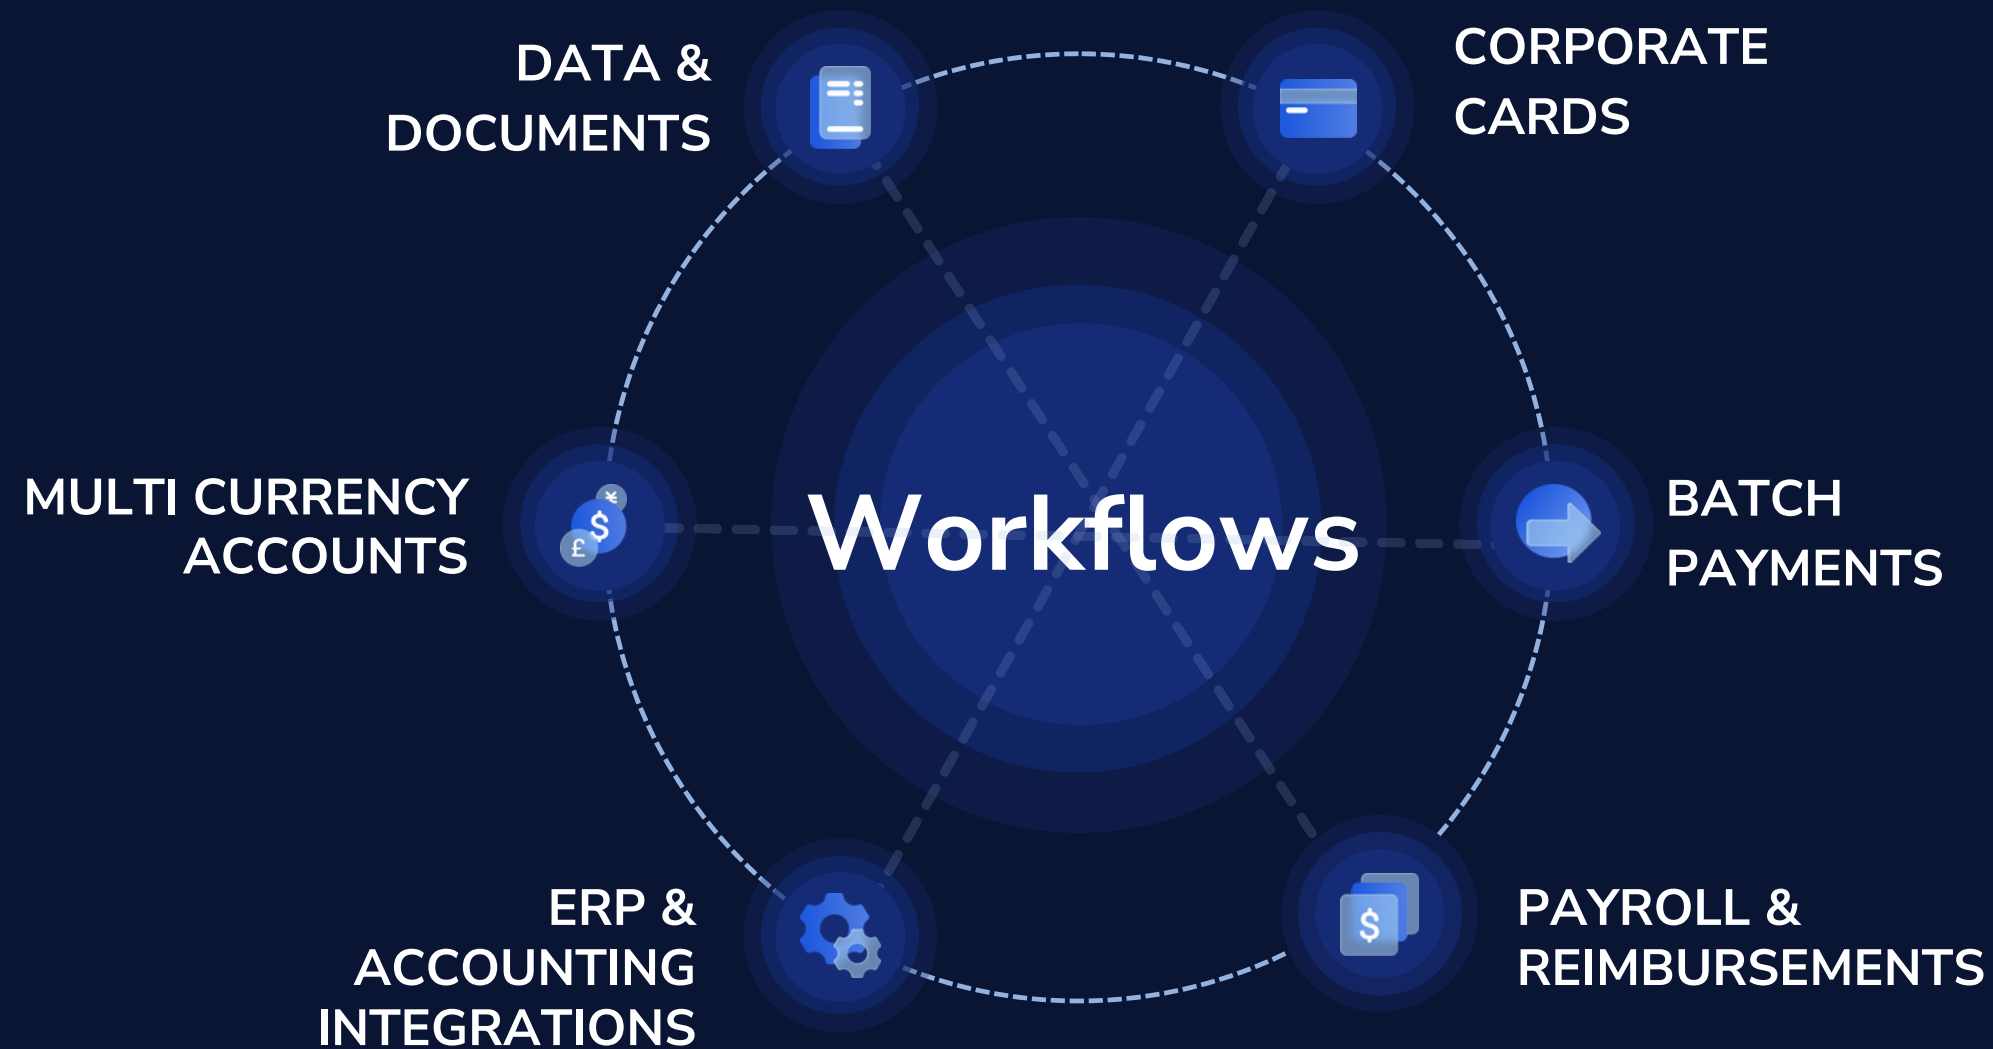 DATA &
DOCUMENTS
CORPORATE
CARDS
MULTI CURRENCY
ACCOUNTS
¥
$
£
Workflows
BATCH
PAYMENTS
ERP &
ACCOUNTING
INTEGRATIONS
$
PAYROLL &
REIMBURSEMENTS